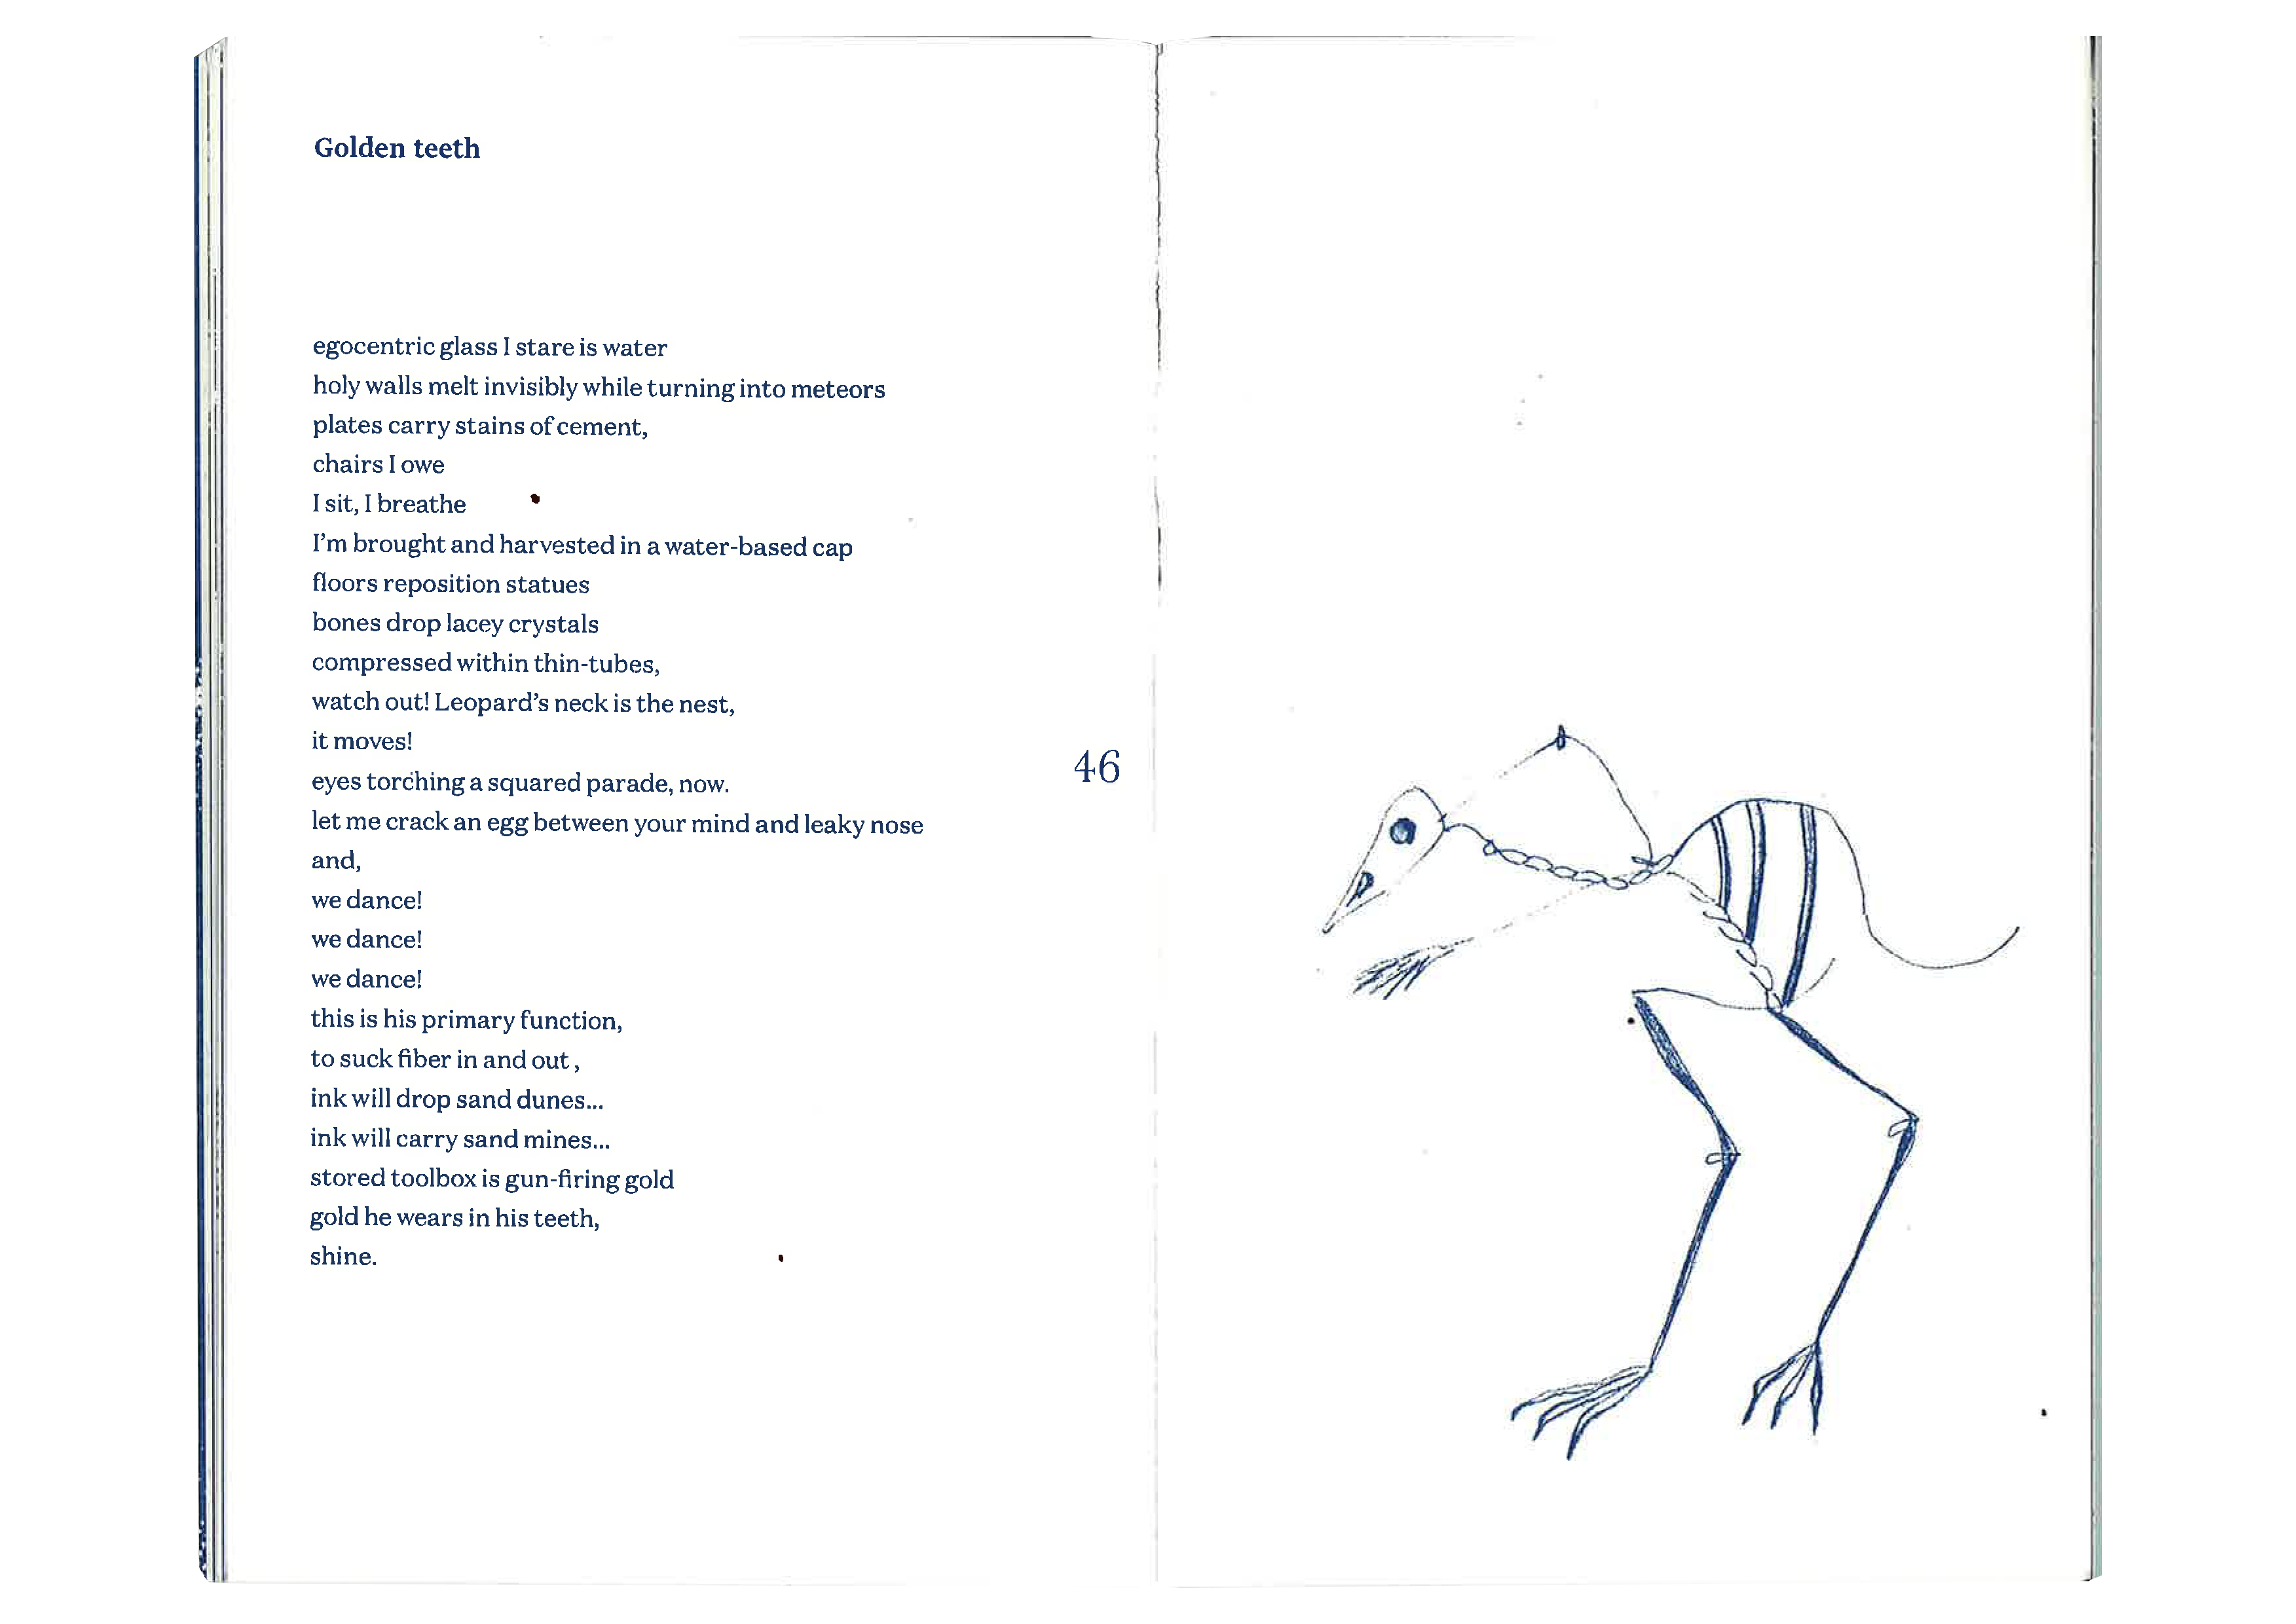 Golden teeth
egocentric glass I stare is water
holy walls melt invisibly while turning into meteors
plates carry stains of cement,
chairs I owe
I sit, I breathe
I'm brought and harvested in a water-based cap
floors reposition statues
bones drop lacey crystals
compressed within thin-tubes,
watch out! Leopard's neck is the nest,
it moves!
eyes torching a squared parade, now.
let me crack an egg between your mind and leaky nose
and,
we dance!
we dance!
we dance!
this is his primary function,
to suck fiber in and out ,
ink will drop sand dunes...
ink will carry sand mines...
stored toolbox is gun-firing gold
gold he wears in his teeth,
shine.
46